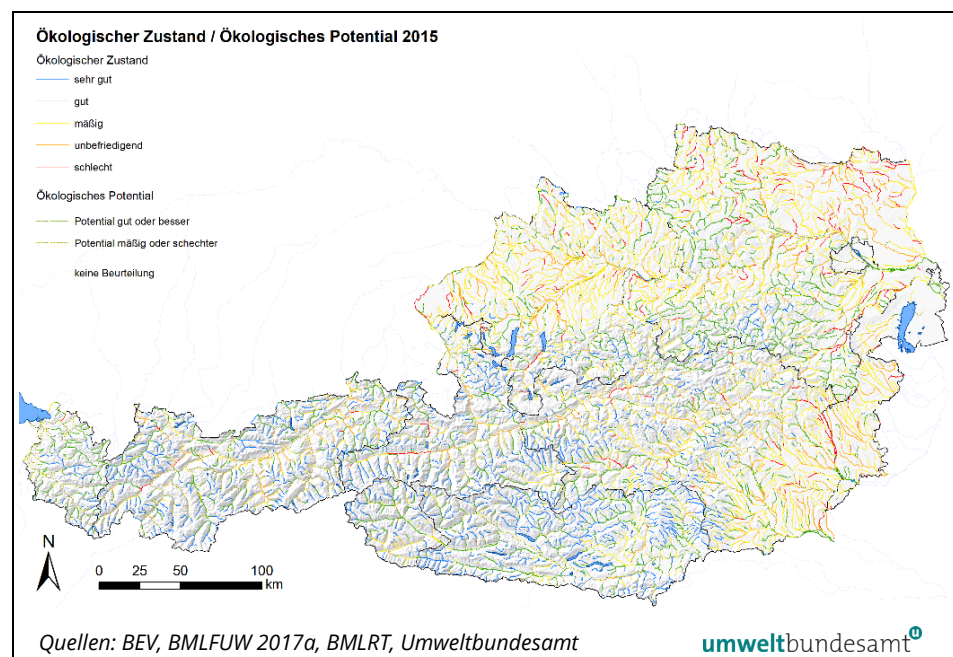 Ökologischer Zustand / Ökologisches Potential 2015
Ökologischer Zustand
sehr gut
gut
mäßig
unbefriedigend
schlecht
Ökologisches Potential
Potential gut oder besser
Potential mäßig oder schechter
keine Beurteilung
N
0 25 50 100
km
Quellen: BEV, BMLFUW 2017a, BMLRT, Umweltbundesamt
umweltbundesamt
u